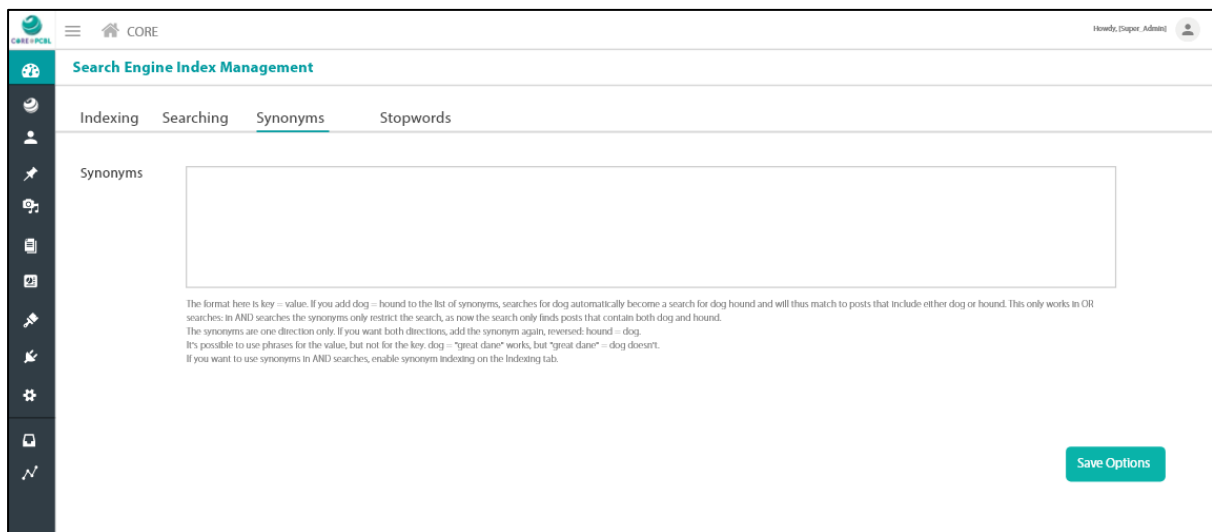 CORE PCBL
CORE
Howdy, [Super_Admin]
Search Engine Index Management
Indexing Searching Synonyms Stopwords
Synonyms
The format here is key = value. If you add dog = hound to the list of synonyms, searches for dog automatically become a search for dog hound and will thus match to posts that include either dog or hound. This only works in OR
searches: in AND searches the synonyms only restrict the search, as now the search only finds posts that contain both dog and hound.
The synonyms are one direction only. If you want both directions, add the synonym again, reversed: hound = dog.
It's possible to use phrases for the value, but not for the key. dog = "great dane" works, but "great dane" = dog doesn't.
If you want to use synonyms in AND searches, enable synonym indexing on the Indexing tab.
Save Options